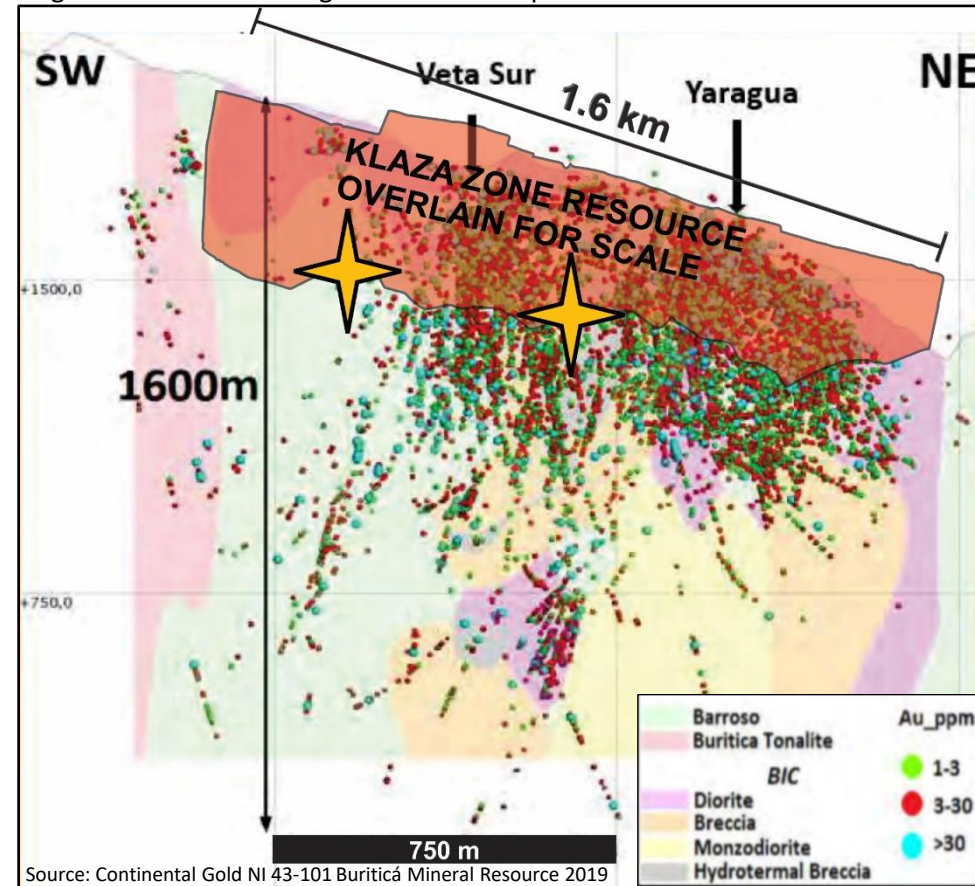 SW
Veta Sur
Yaragua
NE
1.6 km
KLAZA ZONE RESOURCE
OVERLAIN FOR SCALE
+1500,0
1600m
+750,0
Barroso
Buritica Tonalite
BIC
Diorite
Breccia
Monzodiorite
Hydrotermal Breccia
Au_ppm
1-3
3-30
>30
750 m
Source: Continental Gold NI 43-101 Buriticá Mineral Resource 2019